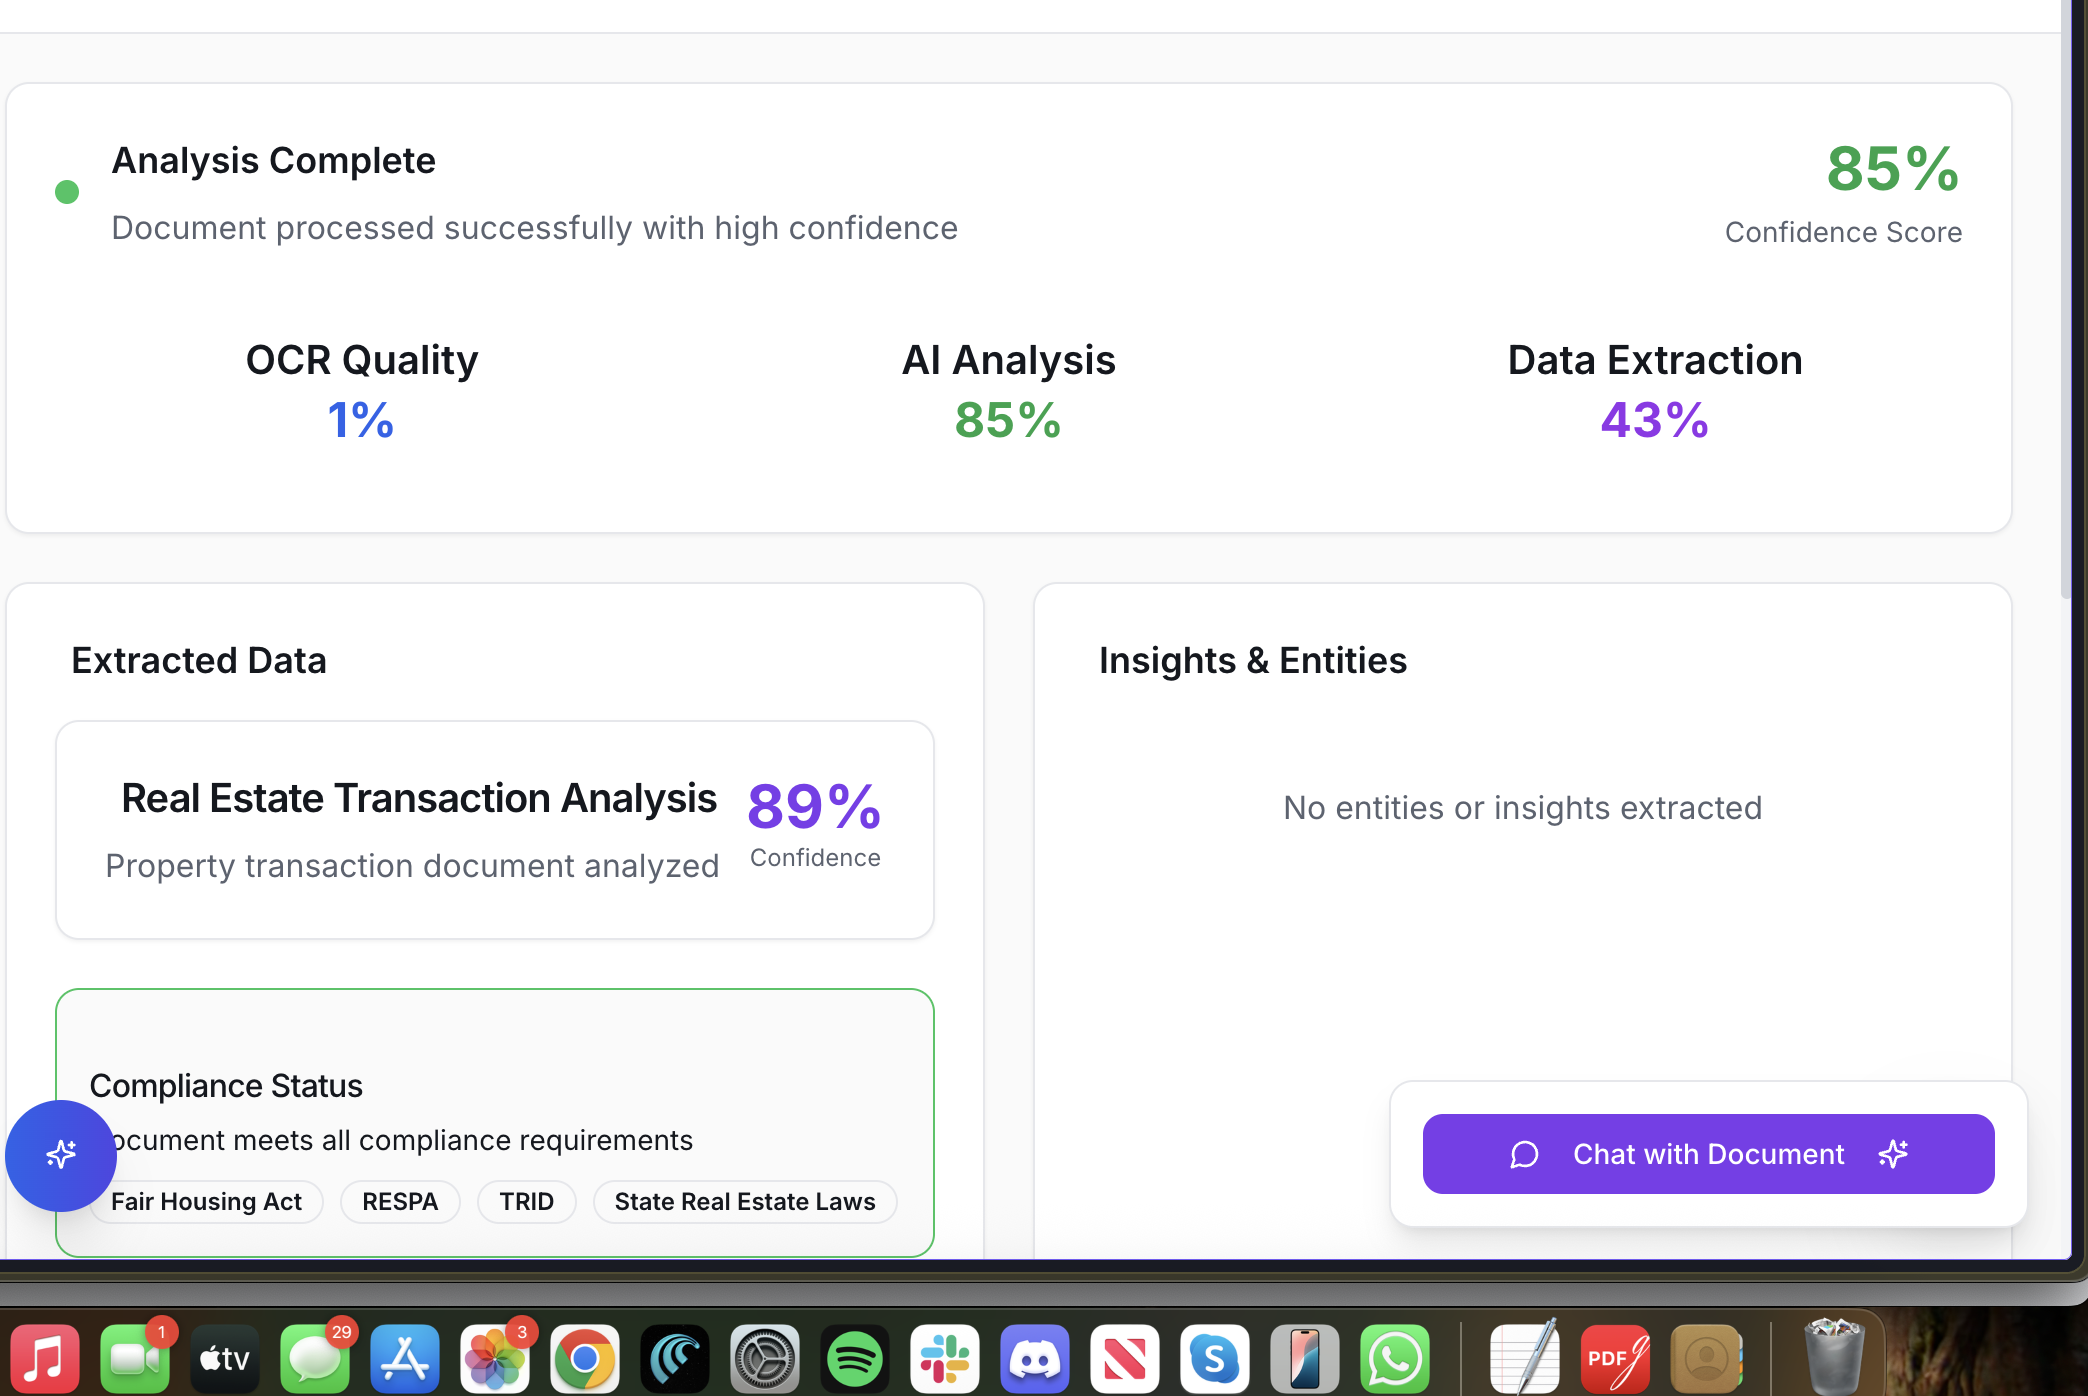 Analysis Complete
Document processed successfully with high confidence
85%
Confidence Score
OCR Quality
1%
AI Analysis
85%
Data Extraction
43%
Extracted Data
Real Estate Transaction Analysis
Property transaction document analyzed
89%
Confidence
Compliance Status
ocument meets all compliance requirements
Fair Housing Act
RESPA
TRID
State Real Estate Laws
Insights & Entities
No entities or insights extracted
Chat with Document
1
tv
29
3
S
PDF